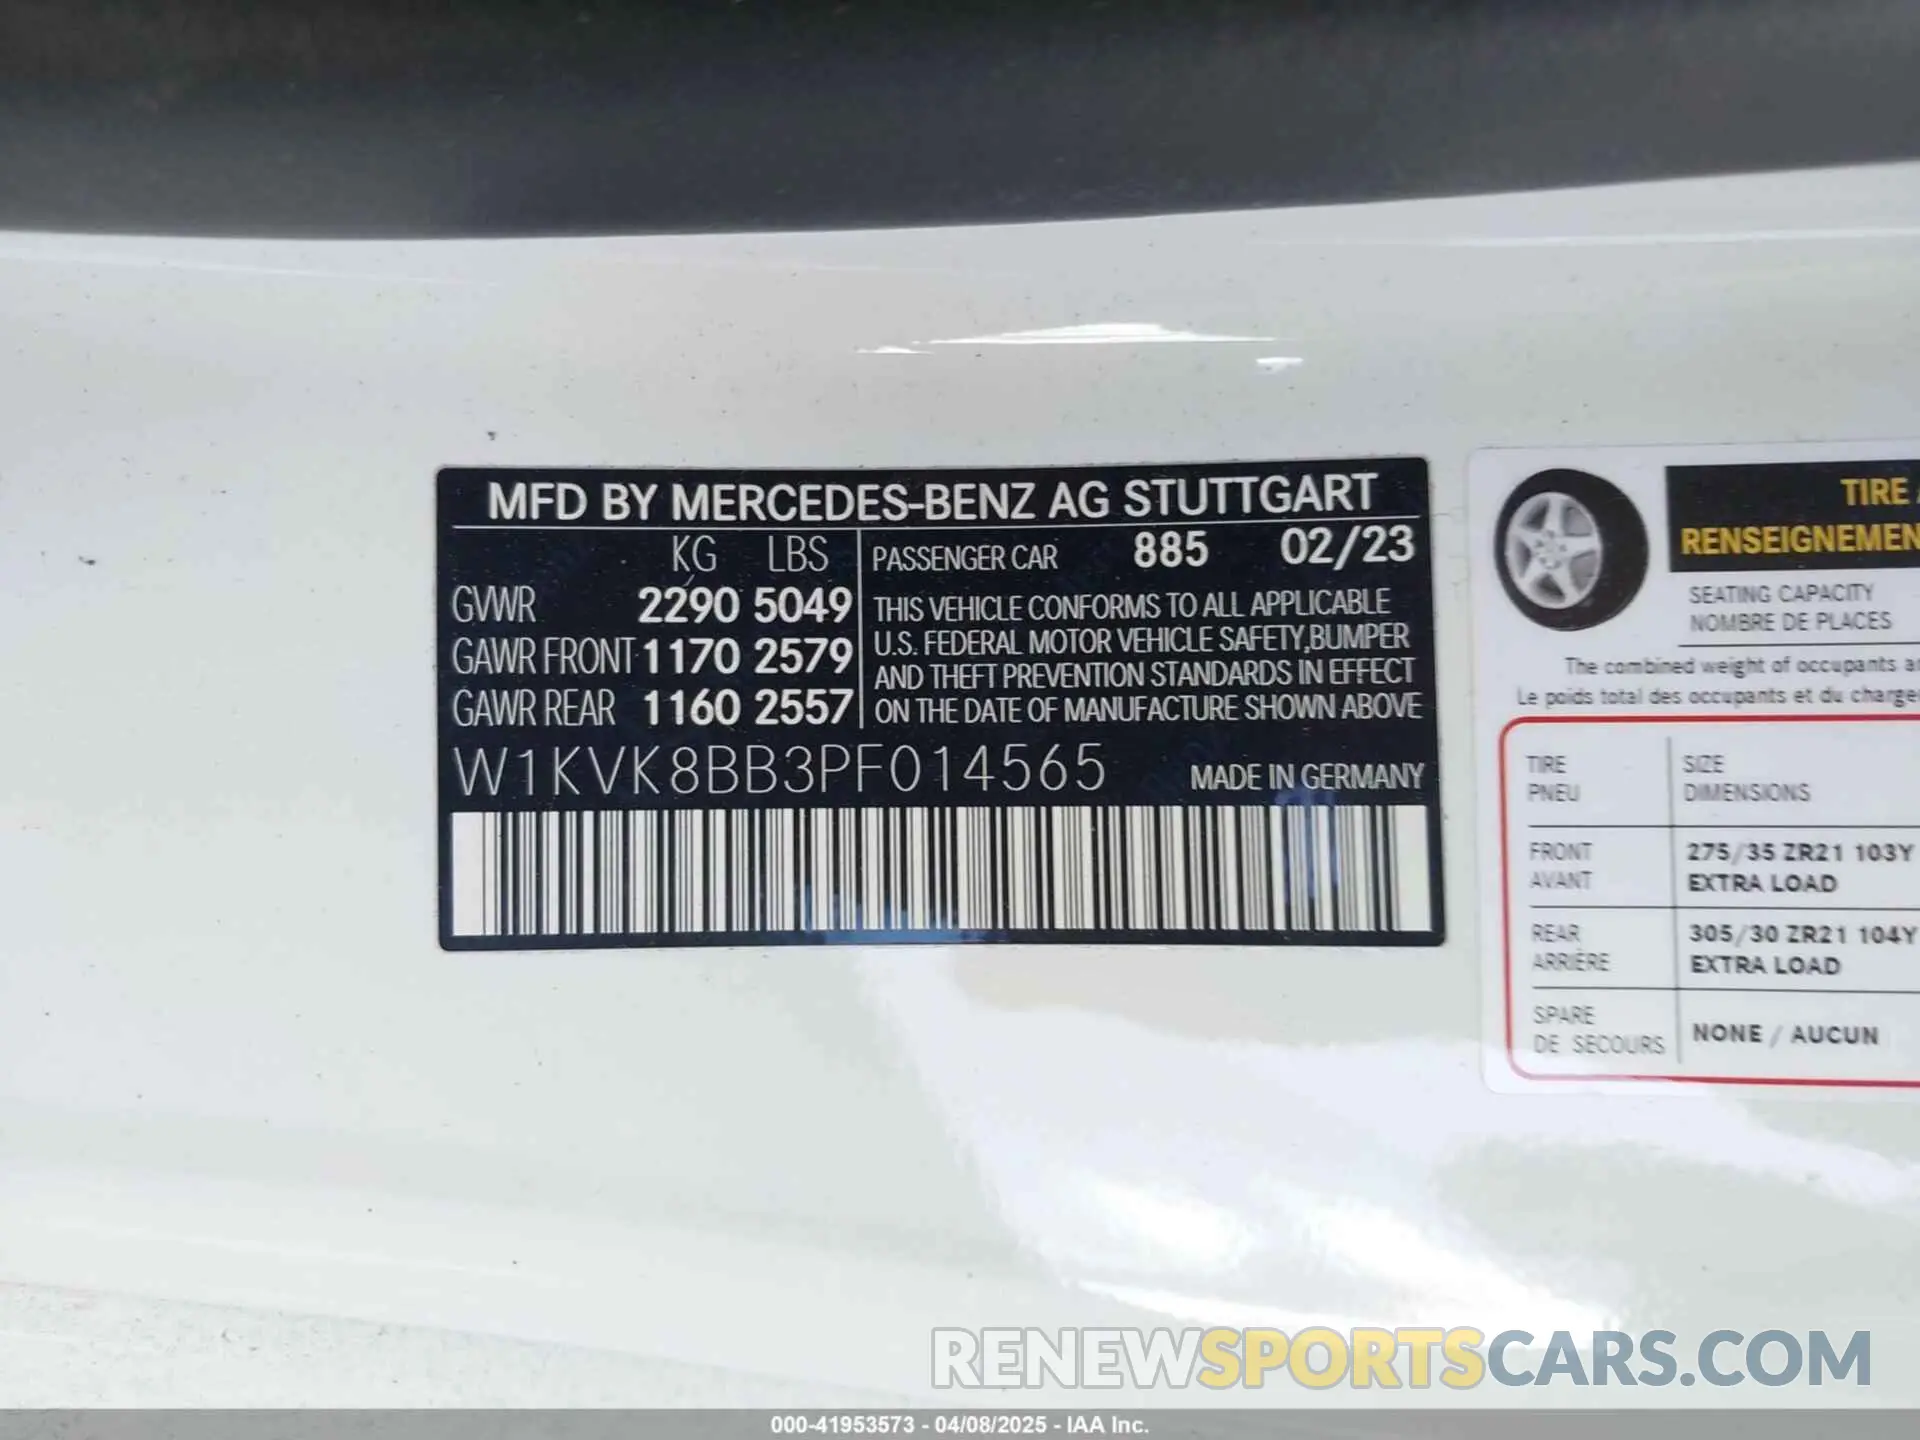 MFD BY MERCEDES-BENZ AG STUTTGART
KG LBS
GVWR 2290 5049
GAWR FRONT 1170 2579
GAWR REAR 1160 2557
PASSENGER CAR 885 02/23
THIS VEHICLE CONFORMS TO ALL APPLICABLE
U.S. FEDERAL MOTOR VEHICLE SAFETY,BUMPER
AND THEFT PREVENTION STANDARDS IN EFFECT
ON THE DATE OF MANUFACTURE SHOWN ABOVE
W1KVK8BB3PF014565 MADE IN GERMANY
TIRE
RENSEIGNEMEN
SEATING CAPACITY
NOMBRE DE PLACES
The combined weight of occupants a
Le poids total des occupants et du charge
TIRE SIZE
PNEU DIMENSIONS
FRONT 275/35 ZR21 103Y
AVANT EXTRA LOAD
REAR 305/30 ZR21 104Y
ARRIÈRE EXTRA LOAD
SPARE
DE SECOURS NONE / AUCUN
RENEWSPORTSCARS.COM
000-41953573 - 04/08/2025 - IAA Inc.